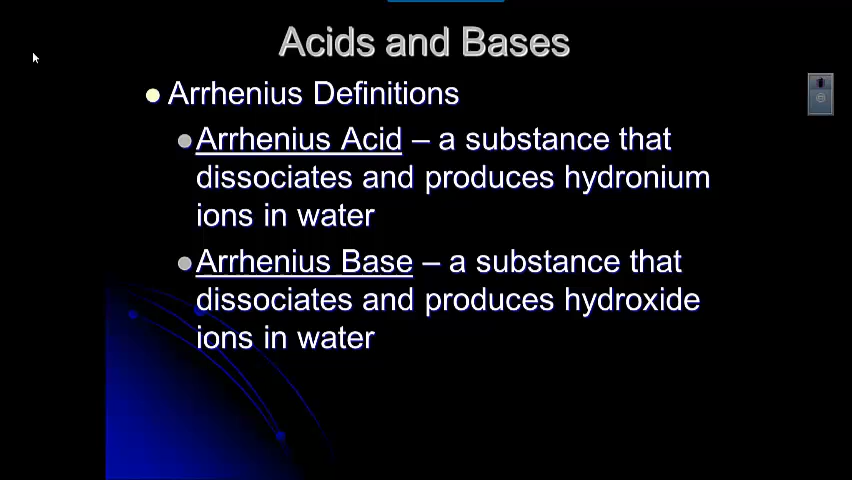 Acids and Bases
Arrhenius Definitions
Arrhenius Acid – a substance that
dissociates and produces hydronium
ions in water
Arrhenius Base – a substance that
dissociates and produces hydroxide
ions in water